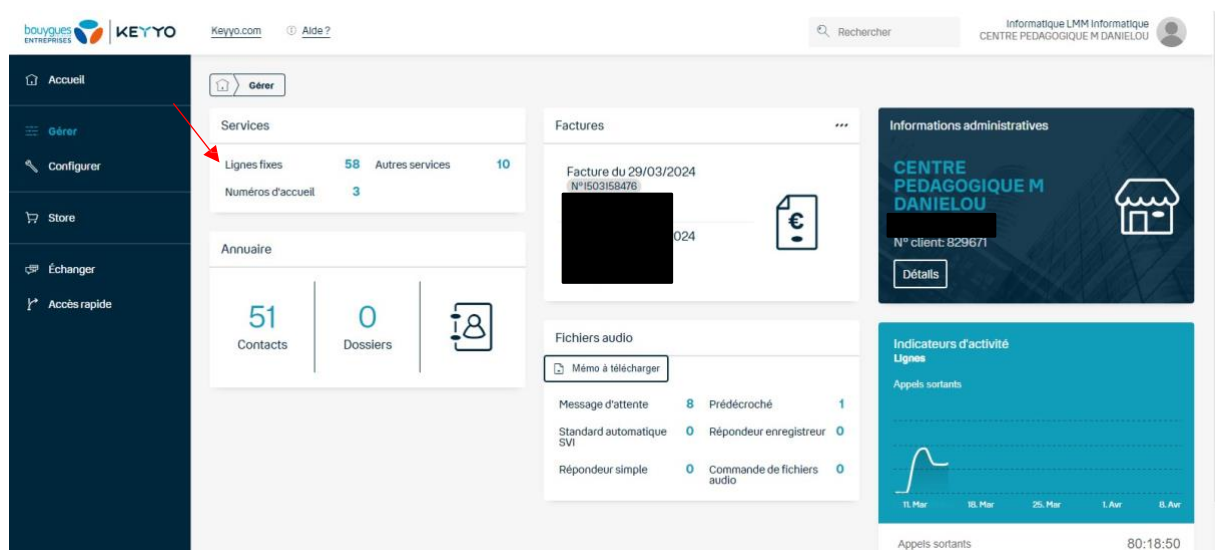 bouygues
ENTREPRISES
KEYYO
Keyyo.com
Aide ?
Rechercher
Informatique LMM Informatique
CENTRE PEDAGOGIQUE M DANIELOU
Accueil
Gérer
Configurer
Store
Échanger
Accès rapide
Gérer
Services
Lignes fixes 58 Autres services 10
Numéros d'accueil 3
Annuaire
51 0
Contacts Dossiers
Factures ...
Facture du 29/03/2024
N°I503158476
024
€
Fichiers audio
Mémo à télécharger
Message d'attente 8 Prédécroché 1
Standard automatique SVI 0 Répondeur enregistreur 0
Répondeur simple 0 Commande de fichiers audio 0
Informations administratives
CENTRE
PEDAGOGIQUE M
DANIELOU
N° client: 829671
Détails
Indicateurs d'activité
Lignes
Appels sortants
11. Mar 18. Mar 25. Mar 1. Avr 8. Avr
Appels sortants 80:18:50